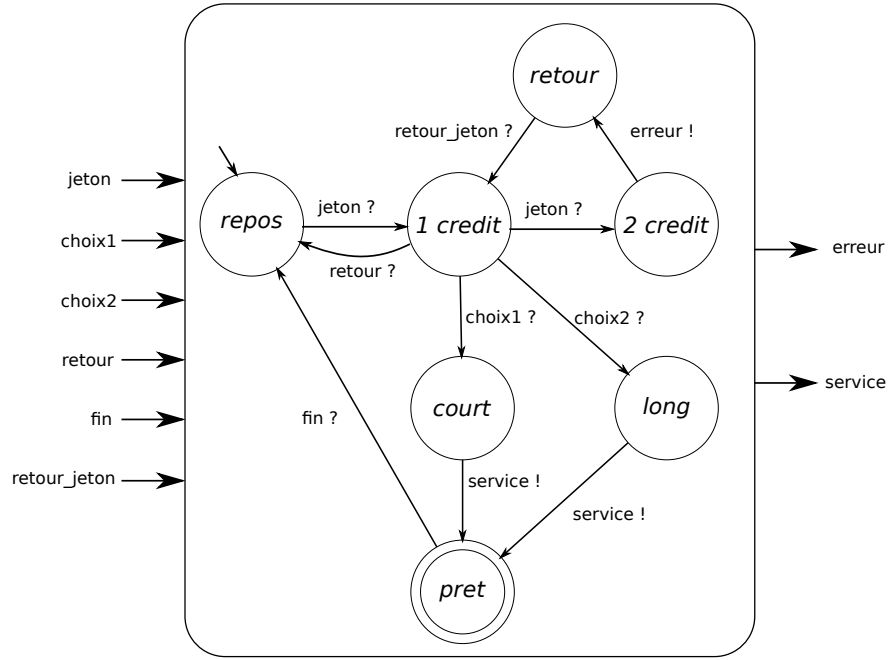 retour
retour_jeton ?
erreur !
jeton
choix1
choix2
retour
fin
retour_jeton
repos
jeton ?
1 credit
jeton ?
2 credit
retour ?
erreur
service
choix1 ?
choix2 ?
court
long
fin ?
service !
service !
pret